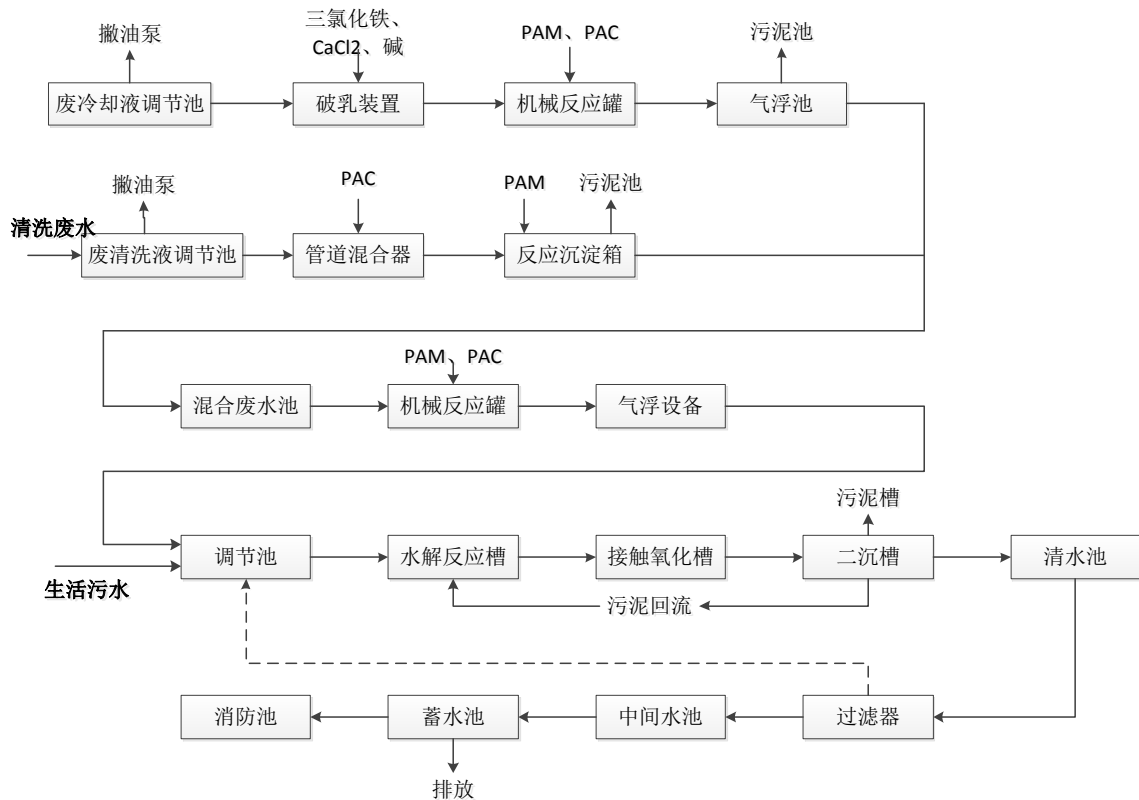 三氯化铁、
CaCl2、碱
撇油泵
PAM、PAC
污泥池
废冷却液调节池
破乳装置
机械反应罐
气浮池
撇油泵
PAC
PAM
污泥池
清洗废水
废清洗液调节池
管道混合器
反应沉淀箱
PAM、PAC
混合废水池
机械反应罐
气浮设备
污泥槽
调节池
水解反应槽
接触氧化槽
二沉槽
清水池
生活污水
污泥回流
消防池
蓄水池
中间水池
过滤器
排放